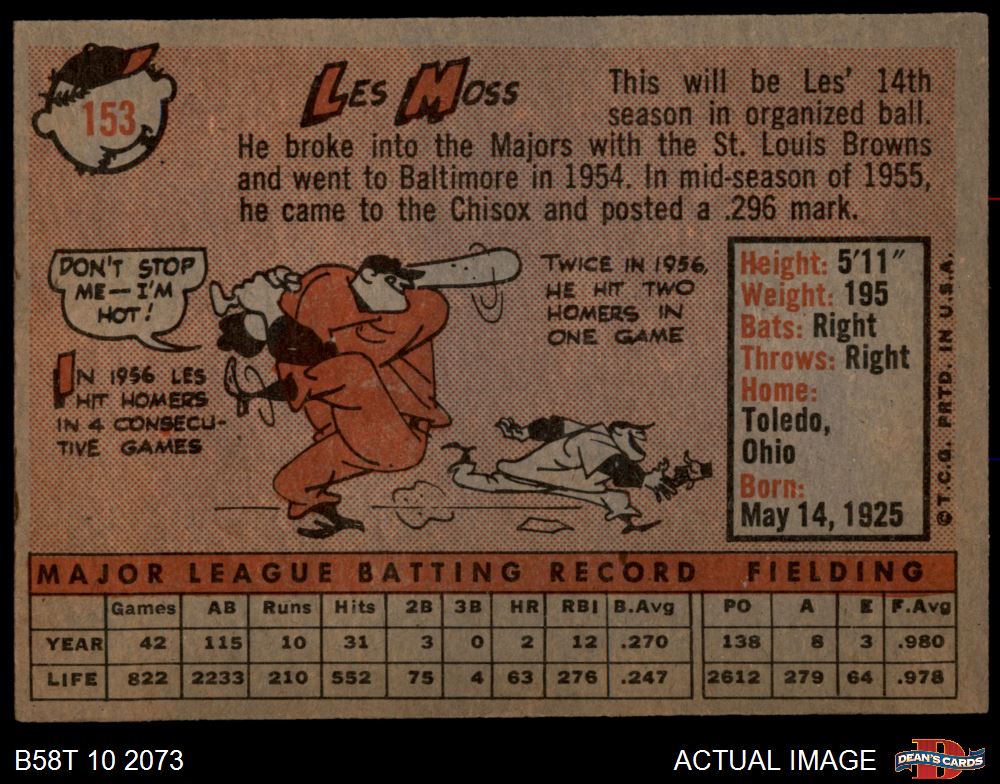 153
LES MOSS
This will be Les' 14th
season in organized ball.
He broke into the Majors with the St. Louis Browns
and went to Baltimore in 1954. In mid-season of 1955,
he came to the Chisox and posted a .296 mark.
DON'T STOP
ME—I'M
HOT!
IN 1956 LES
HIT HOMERS
IN 4 CONSECU-
TIVE GAMES
TWICE IN 1956,
HE HIT TWO
HOMERS IN
ONE GAME
Height: 5'11"
Weight: 195
Bats: Right
Throws: Right
Home:
Toledo,
Ohio
Born:
May 14, 1925
© T.C.G. PRTD. IN U.S.A.
MAJOR LEAGUE BATTING RECORD FIELDING
Games AB Runs Hits 2B 3B HR RBI B.Avg PO A E F.Avg
YEAR 42 115 10 31 3 0 2 12 .270 138 8 3 .980
LIFE 822 2233 210 552 75 4 63 276 .247 2612 279 64 .978
B58T 10 2073
ACTUAL IMAGE
DEAN'S CARDS